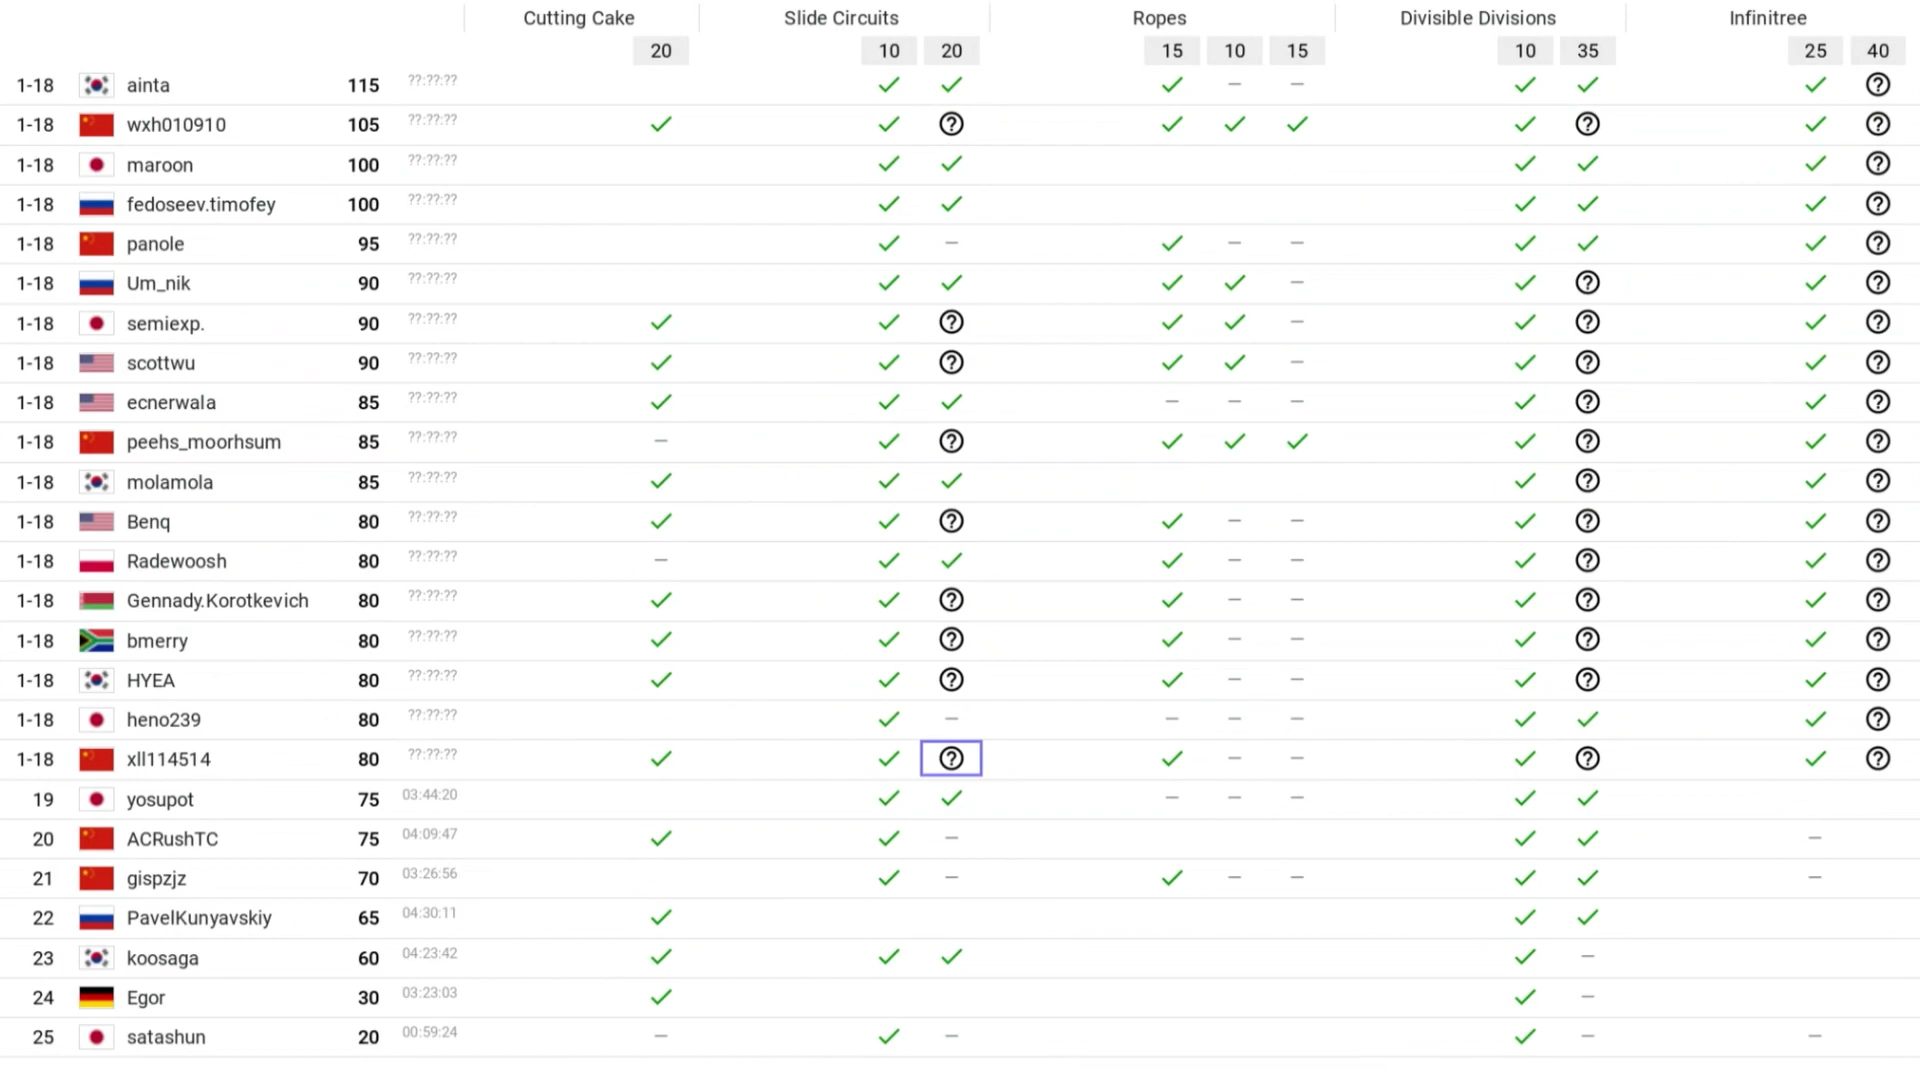 Cutting Cake Slide Circuits Ropes Divisible Divisions Infinitree
20 10 20 15 10 15 10 35 25 40
1-18 ainta 115 ??:??:?? ✓ ✓ ✓ – – ✓ ✓ ✓ ?
1-18 wxh010910 105 ??:??:?? ✓ ✓ ? ✓ ✓ ✓ ✓ ? ✓ ?
1-18 maroon 100 ??:??:?? ✓ ✓ ✓ ✓ ✓ ?
1-18 fedoseev.timofey 100 ??:??:?? ✓ ✓ ✓ ✓ ✓ ?
1-18 panole 95 ??:??:?? ✓ – ✓ – – ✓ ✓ ✓ ?
1-18 Um_nik 90 ??:??:?? ✓ ✓ ✓ ✓ – ✓ ? ✓ ?
1-18 semiexp. 90 ??:??:?? ✓ ✓ ? ✓ ✓ – ✓ ? ✓ ?
1-18 scottwu 90 ??:??:?? ✓ ✓ ? ✓ ✓ – ✓ ? ✓ ?
1-18 ecnerwala 85 ??:??:?? ✓ ✓ ✓ – – – ✓ ? ✓ ?
1-18 peehs_moorhsum 85 ??:??:?? – ✓ ? ✓ ✓ ✓ ✓ ? ✓ ?
1-18 molamola 85 ??:??:?? ✓ ✓ ✓ ✓ ? ✓ ?
1-18 Benq 80 ??:??:?? ✓ ✓ ? ✓ – – ✓ ? ✓ ?
1-18 Radewoosh 80 ??:??:?? – ✓ ✓ ✓ – – ✓ ? ✓ ?
1-18 Gennady.Korotkevich 80 ??:??:?? ✓ ✓ ? ✓ – – ✓ ? ✓ ?
1-18 bmerry 80 ??:??:?? ✓ ✓ ? ✓ – – ✓ ? ✓ ?
1-18 HYEA 80 ??:??:?? ✓ ✓ ? ✓ – – ✓ ? ✓ ?
1-18 heno239 80 ??:??:?? ✓ – – – – ✓ ✓ ✓ ?
1-18 xll114514 80 ??:??:?? ✓ ✓ ? ✓ – – ✓ ? ✓ ?
19 yosupot 75 03:44:20 ✓ ✓ – – – ✓ ✓
20 ACRushTC 75 04:09:47 ✓ ✓ – ✓ ✓ –
21 gispzjz 70 03:26:56 ✓ – ✓ – – ✓ ✓ –
22 PavelKunyavskiy 65 04:30:11 ✓ ✓ ✓
23 koosaga 60 04:23:42 ✓ ✓ ✓ ✓ –
24 Egor 30 03:23:03 ✓ ✓ –
25 satashun 20 00:59:24 – ✓ – ✓ – –